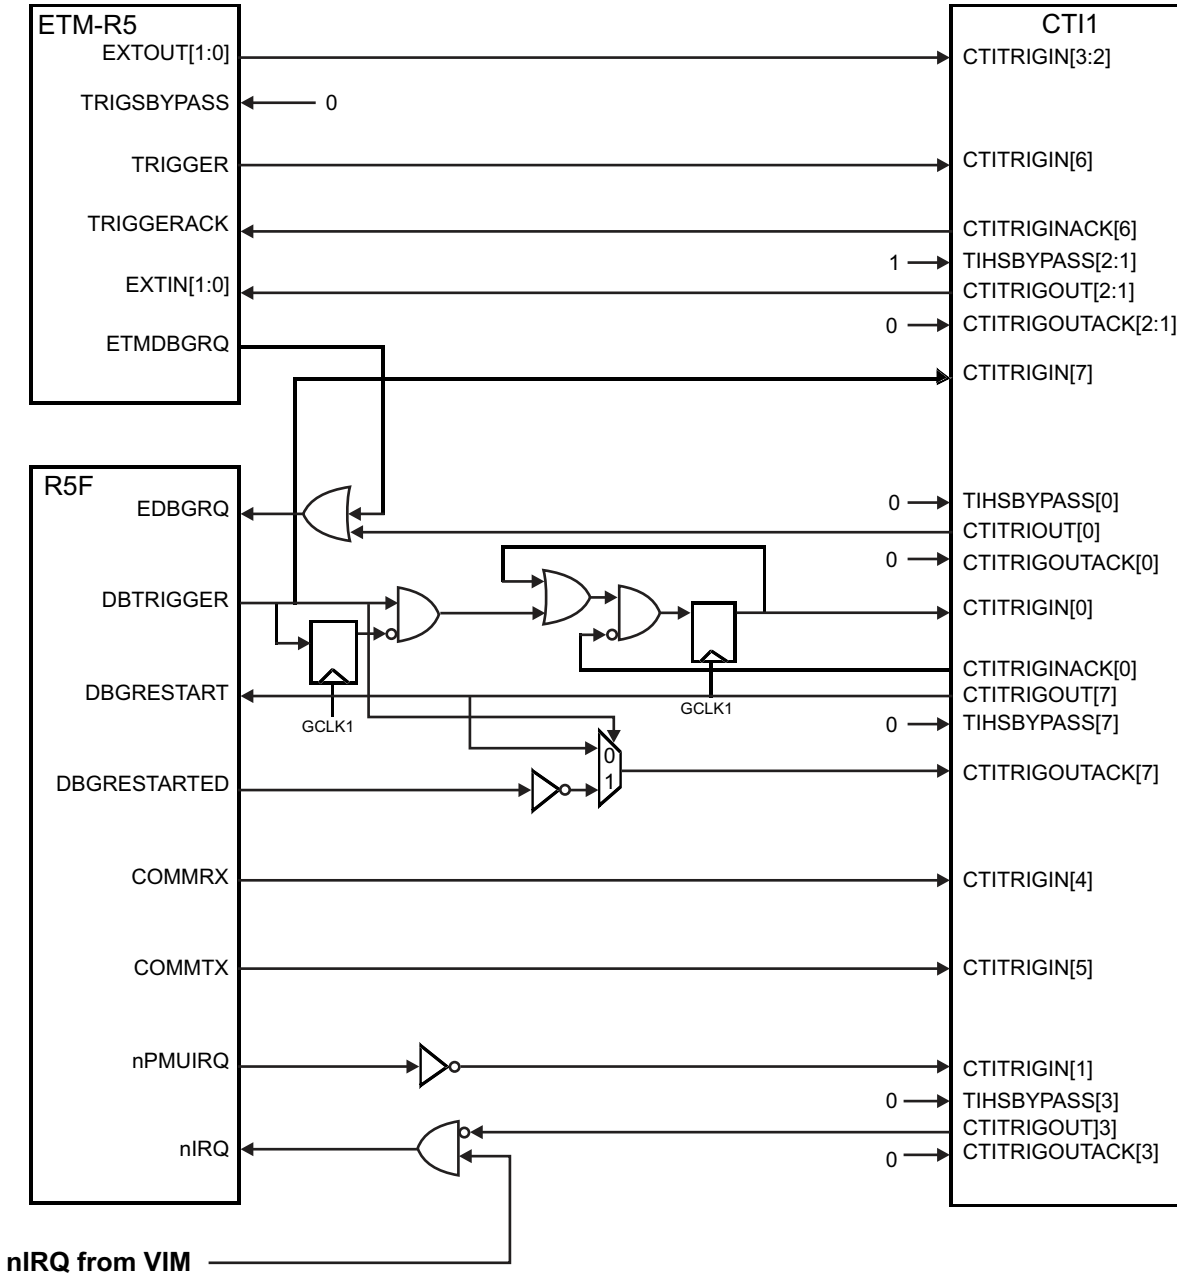 ETM-R5
EXTOUT[1:0]
TRIGSBYPASS
0
TRIGGER
TRIGGERACK
EXTIN[1:0]
ETMDBGRQ
CTI1
CTITRIGIN[3:2]
CTITRIGIN[6]
CTITRIGINACK[6]
1
TIHSBYPASS[2:1]
CTITRIGOUT[2:1]
0
CTITRIGOUTACK[2:1]
CTITRIGIN[7]
R5F
EDBGRQ
DBTRIGGER
DBGRESTART
DBGRESTARTED
COMMRX
COMMTX
nPMUIRQ
nIRQ
GCLK1
GCLK1
0
1
0
TIHSBYPASS[0]
CTITRIOUT[0]
0
CTITRIGOUTACK[0]
CTITRIGIN[0]
CTITRIGINACK[0]
CTITRIGOUT[7]
0
TIHSBYPASS[7]
CTITRIGOUTACK[7]
CTITRIGIN[4]
CTITRIGIN[5]
CTITRIGIN[1]
0
TIHSBYPASS[3]
CTITRIGOUT]3]
0
CTITRIGOUTACK[3]
nIRQ from VIM